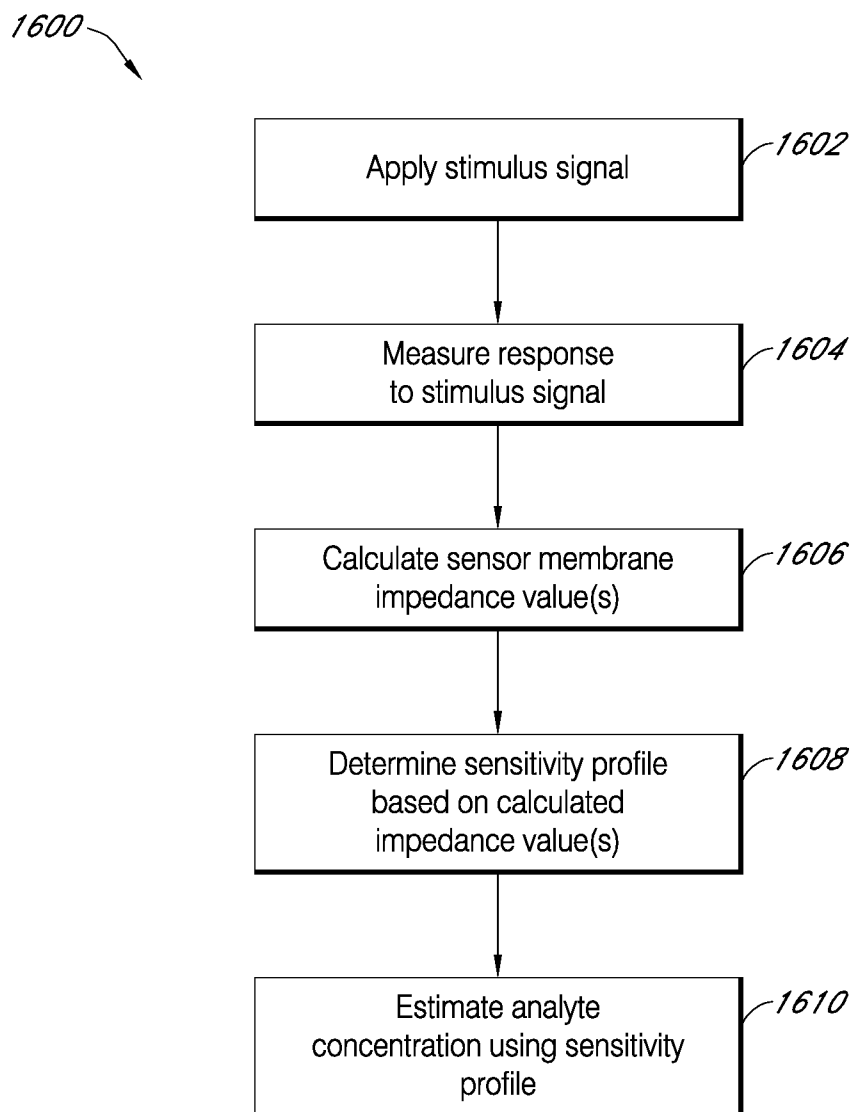 1600
Apply stimulus signal
1602
Measure response
to stimulus signal
1604
Calculate sensor membrane
impedance value(s)
1606
Determine sensitivity profile
based on calculated
impedance value(s)
1608
Estimate analyte
concentration using sensitivity
profile
1610